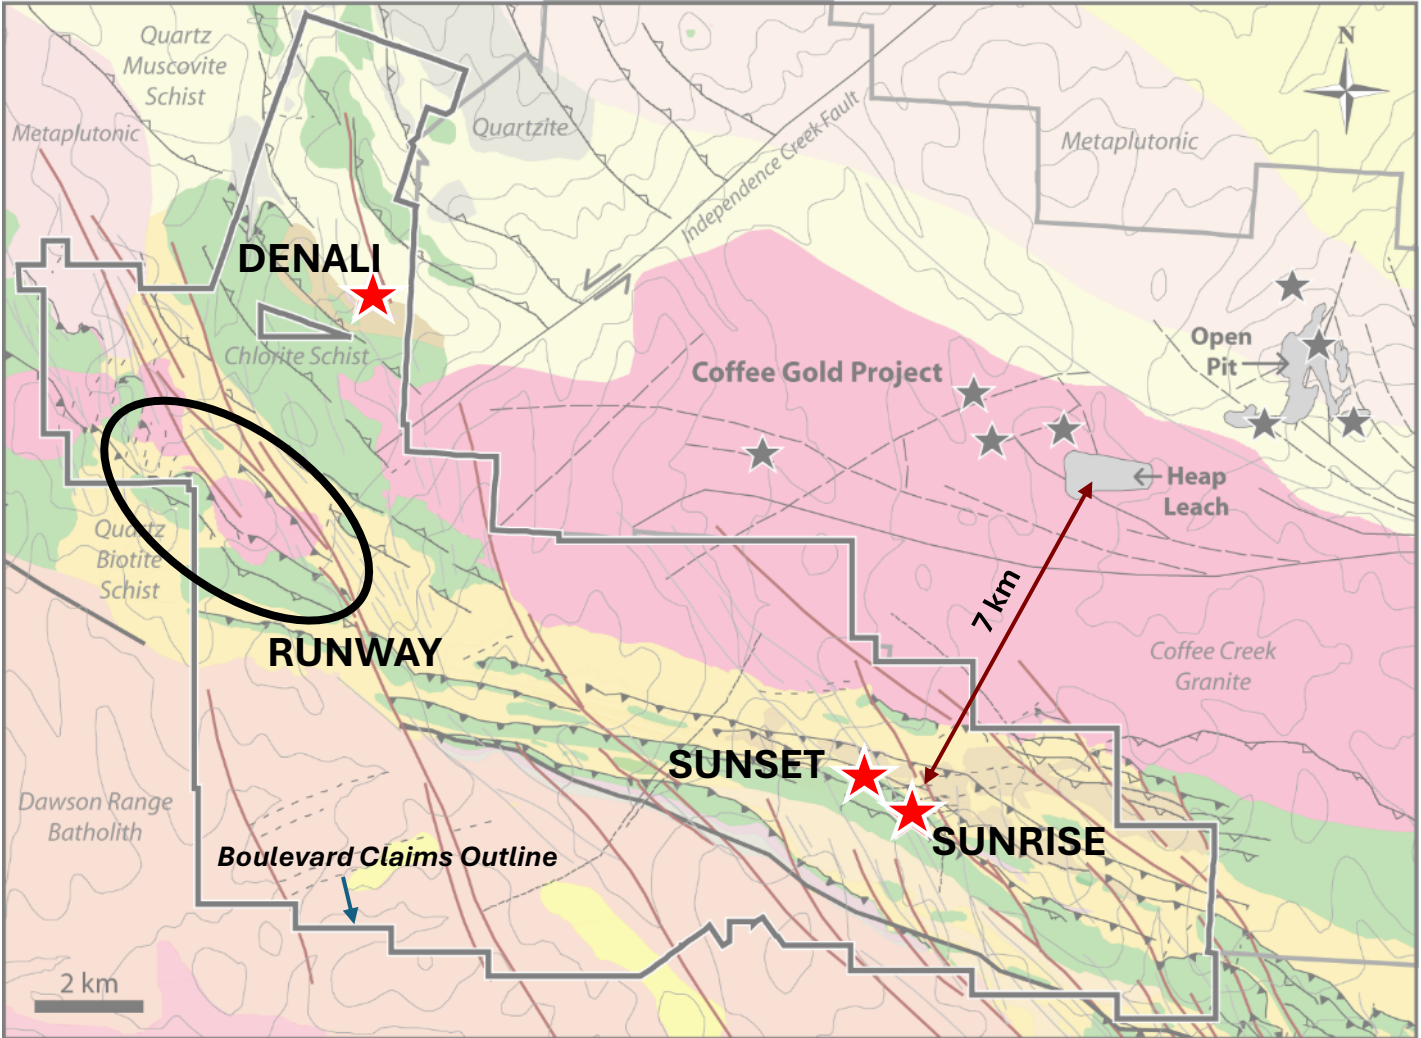 Quartz
Muscovite
Schist
N
Metaplutonic
Quartzite
Metaplutonic
Independence Creek Fault
DENALI
Open
Pit
Chlorite Schist
Coffee Gold Project
Heap
Leach
Quartz
Biotite
Schist
7 km
RUNWAY
Coffee Creek
Granite
SUNSET
Dawson Range
Batholith
SUNRISE
Boulevard Claims Outline
2 km